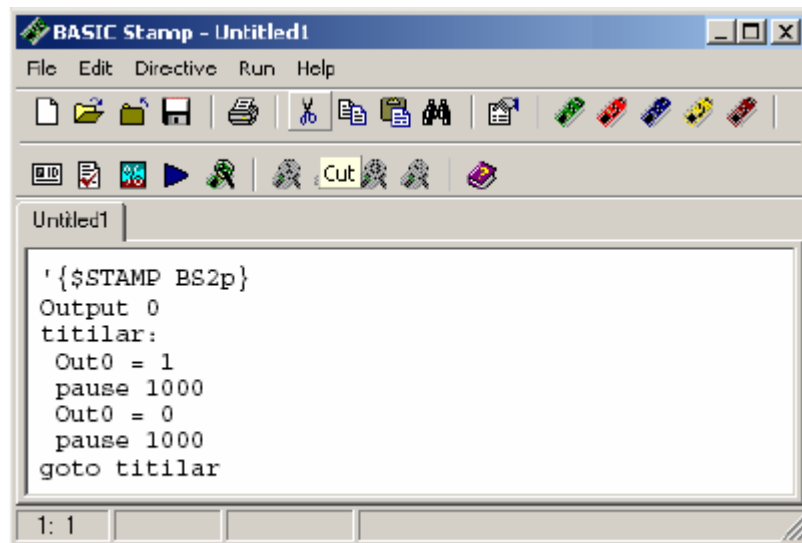 BASIC Stamp - Untitled1
File Edit Directive Run Help
Cut
Untitled1
'{$STAMP BS2p}
Output 0
titilar:
Out0 = 1
pause 1000
Out0 = 0
pause 1000
goto titilar
1: 1